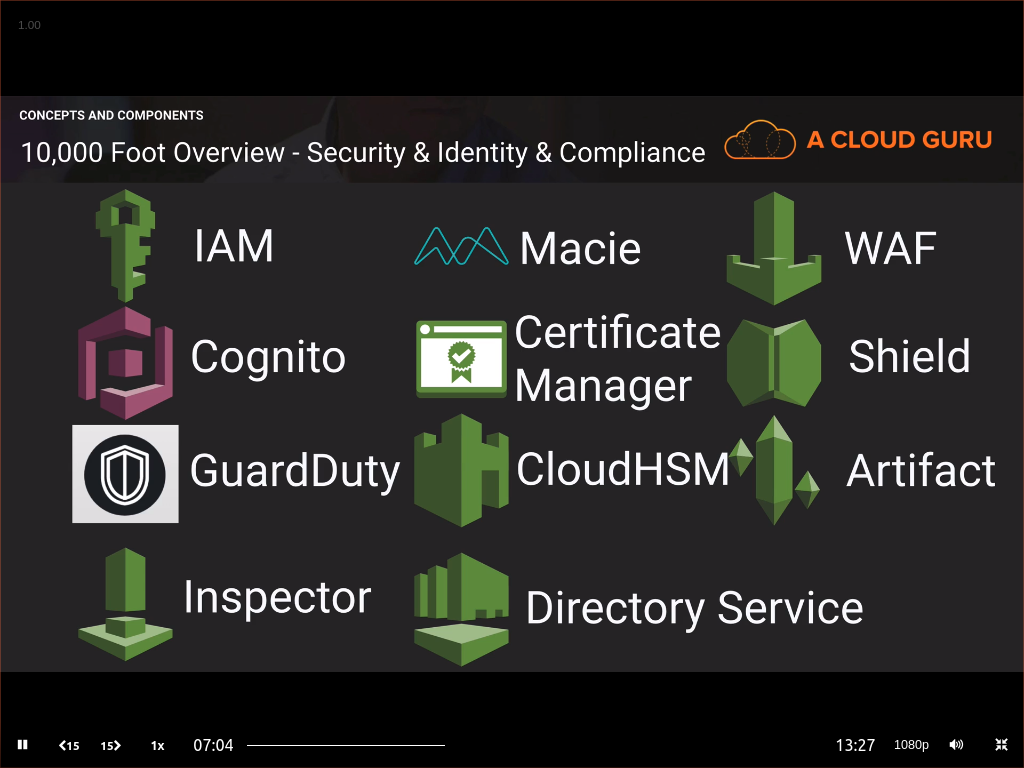 1.00
CONCEPTS AND COMPONENTS
10,000 Foot Overview - Security & Identity & Compliance
A CLOUD GURU
IAM
Macie
WAF
Cognito
Certificate
Manager
Shield
GuardDuty
CloudHSM
Artifact
Inspector
Directory Service
15
15
1x
07:04
13:27
1080p